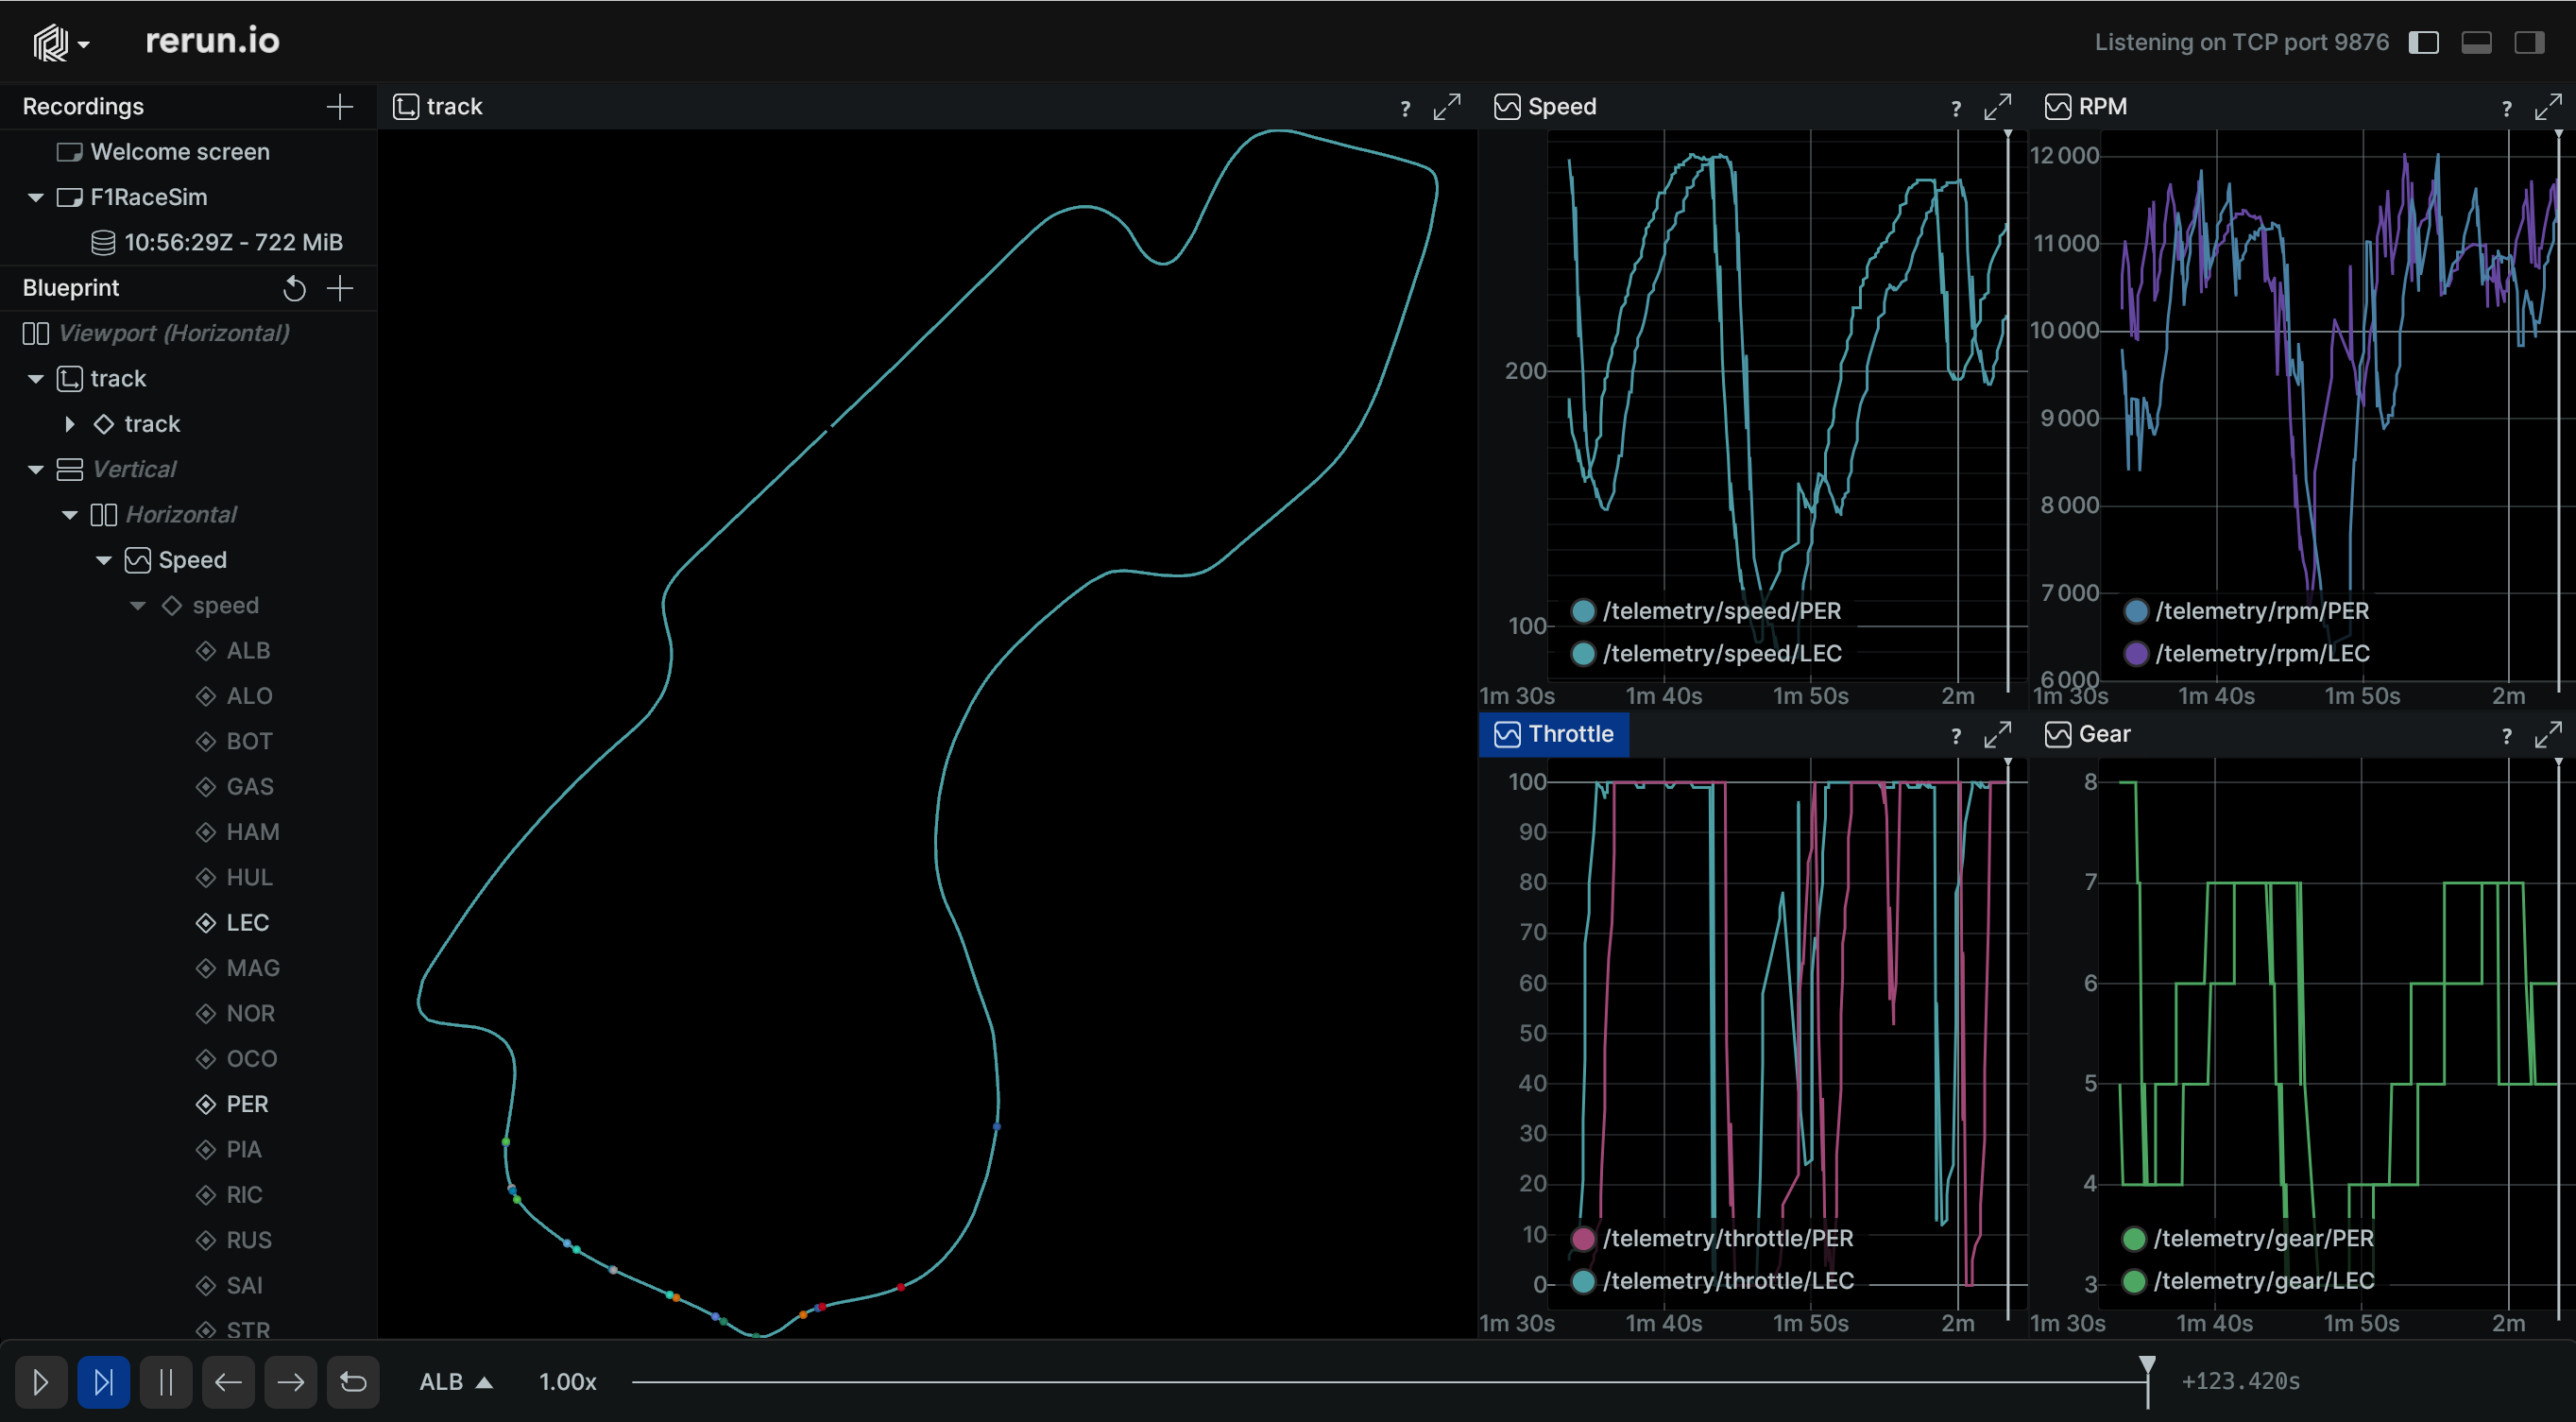 rerun.io
Listening on TCP port 9876
Recordings
Welcome screen
F1RaceSim
10:56:29Z - 722 MiB
Blueprint
Viewport (Horizontal)
track
track
Vertical
Horizontal
Speed
speed
ALB
ALO
BOT
GAS
HAM
HUL
LEC
MAG
NOR
OCO
PER
PIA
RIC
RUS
SAI
STR
track
?
Speed
?
200
100
/telemetry/speed/PER
/telemetry/speed/LEC
1m 30s 1m 40s 1m 50s 2m
RPM
?
12 000
11 000
10 000
9 000
8 000
7 000
6 000
/telemetry/rpm/PER
/telemetry/rpm/LEC
1m 30s 1m 40s 1m 50s 2m
Throttle
?
100
90
80
70
60
50
40
30
20
10
0
/telemetry/throttle/PER
/telemetry/throttle/LEC
1m 30s 1m 40s 1m 50s 2m
Gear
?
8
7
6
5
4
3
/telemetry/gear/PER
/telemetry/gear/LEC
1m 30s 1m 40s 1m 50s 2m
ALB 1.00x +123.420s